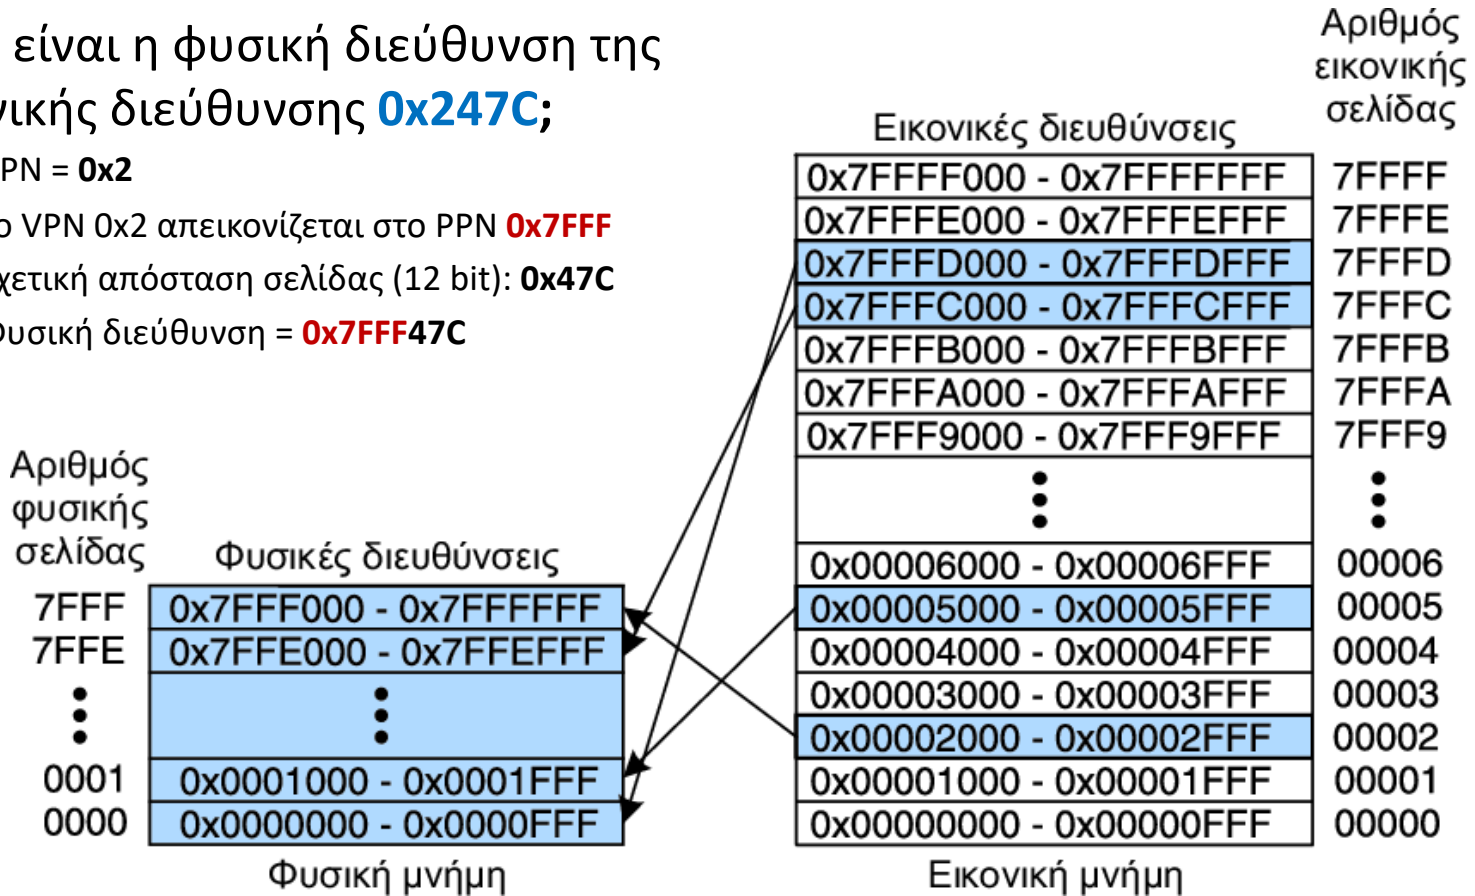 είναι η φυσική διεύθυνση της
νικής διεύθυνσης 0x247C;
PN = 0x2
ο VPN 0x2 απεικονίζεται στο PPN 0x7FFF
χετική απόσταση σελίδας (12 bit): 0x47C
Φυσική διεύθυνση = 0x7FFF47C
Αριθμός
φυσικής
σελίδας
Φυσικές διευθύνσεις
7FFF 0x7FFF000 - 0x7FFFFFF
7FFE 0x7FFE000 - 0x7FFEFFF
0001 0x0001000 - 0x0001FFF
0000 0x0000000 - 0x0000FFF
Φυσική μνήμη
Αριθμός
εικονικής
σελίδας
Εικονικές διευθύνσεις
0x7FFFF000 - 0x7FFFFFFF 7FFFF
0x7FFFE000 - 0x7FFFEFFF 7FFFE
0x7FFFD000 - 0x7FFFDFFF 7FFFD
0x7FFFC000 - 0x7FFFCFFF 7FFFC
0x7FFFB000 - 0x7FFFBFFF 7FFFB
0x7FFFA000 - 0x7FFFAFFF 7FFFA
0x7FFF9000 - 0x7FFF9FFF 7FFF9
0x00006000 - 0x00006FFF 00006
0x00005000 - 0x00005FFF 00005
0x00004000 - 0x00004FFF 00004
0x00003000 - 0x00003FFF 00003
0x00002000 - 0x00002FFF 00002
0x00001000 - 0x00001FFF 00001
0x00000000 - 0x00000FFF 00000
Εικονική μνήμη